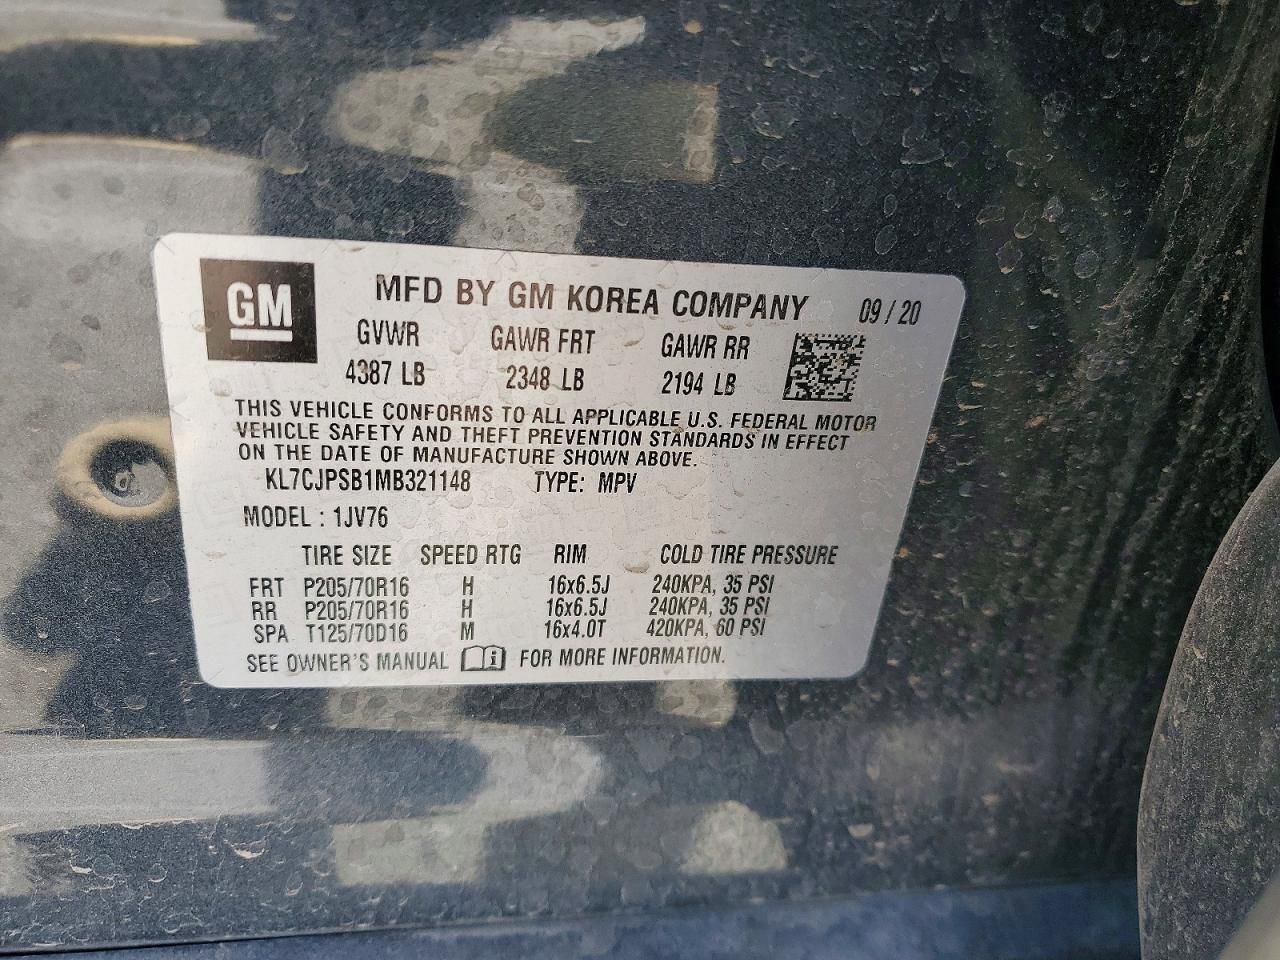 GM
MFD BY GM KOREA COMPANY 09 / 20
GVWR GAWR FRT GAWR RR
4387 LB 2348 LB 2194 LB
THIS VEHICLE CONFORMS TO ALL APPLICABLE U.S. FEDERAL MOTOR
VEHICLE SAFETY AND THEFT PREVENTION STANDARDS IN EFFECT
ON THE DATE OF MANUFACTURE SHOWN ABOVE.
KL7CJPSB1MB321148 TYPE: MPV
MODEL : 1JV76
TIRE SIZE SPEED RTG RIM COLD TIRE PRESSURE
FRT P205/70R16 H 16x6.5J 240KPA, 35 PSI
RR P205/70R16 H 16x6.5J 240KPA, 35 PSI
SPA T125/70D16 M 16x4.0T 420KPA, 60 PSI
SEE OWNER'S MANUAL i FOR MORE INFORMATION.